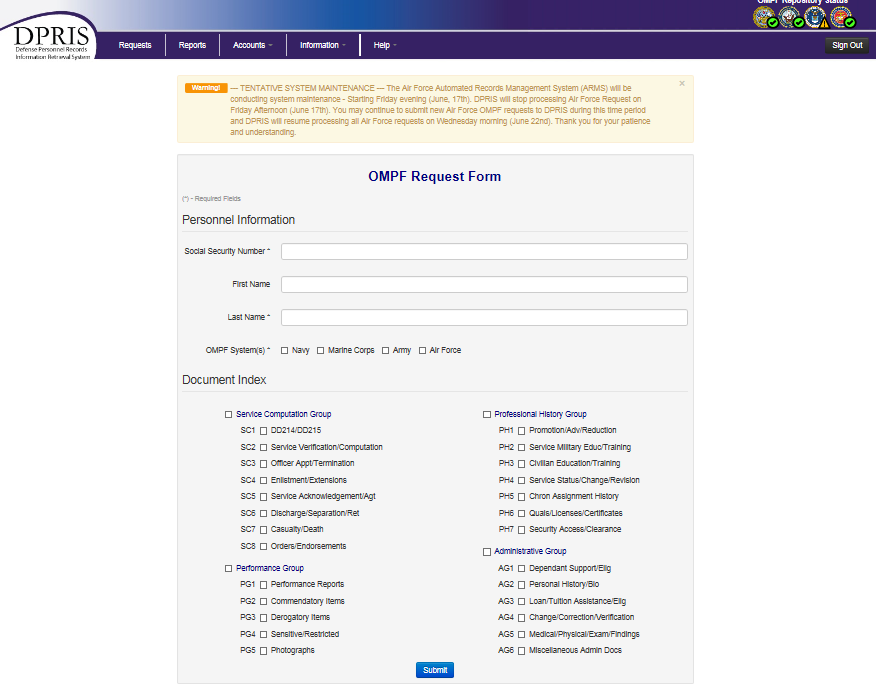 OMPF Repository Status
DPRIS
Defense Personnel Records
Information Retrieval System
Requests
Reports
Accounts
Information
Help
Sign Out
Warning! — TENTATIVE SYSTEM MAINTENANCE — The Air Force Automated Records Management System (ARMS) will be
conducting system maintenance - Starting Friday evening (June, 17th). DPRIS will stop processing Air Force Request on
Friday Afternoon (June 17th). You may continue to submit new Air Force OMPF requests to DPRIS during this time period
and DPRIS will resume processing all Air Force requests on Wednesday morning (June 22nd). Thank you for your patience
and understanding.
×
OMPF Request Form
(*) - Required Fields
Personnel Information
Social Security Number *
First Name
Last Name *
OMPF System(s) * Navy Marine Corps Army Air Force
Document Index
Service Computation Group
SC1 DD214/DD215
SC2 Service Verification/Computation
SC3 Officer Appt/Termination
SC4 Enlistment/Extensions
SC5 Service Acknowledgement/Agt
SC6 Discharge/Separation/Ret
SC7 Casualty/Death
SC8 Orders/Endorsements
Performance Group
PG1 Performance Reports
PG2 Commendatory Items
PG3 Derogatory Items
PG4 Sensitive/Restricted
PG5 Photographs
Professional History Group
PH1 Promotion/Adv/Reduction
PH2 Service Military Educ/Training
PH3 Civilian Education/Training
PH4 Service Status/Change/Revision
PH5 Chron Assignment History
PH6 Quals/Licenses/Certificates
PH7 Security Access/Clearance
Administrative Group
AG1 Dependant Support/Elig
AG2 Personal History/Bio
AG3 Loan/Tuition Assistance/Elig
AG4 Change/Correction/Verification
AG5 Medical/Physical/Exam/Findings
AG6 Miscellaneous Admin Docs
Submit